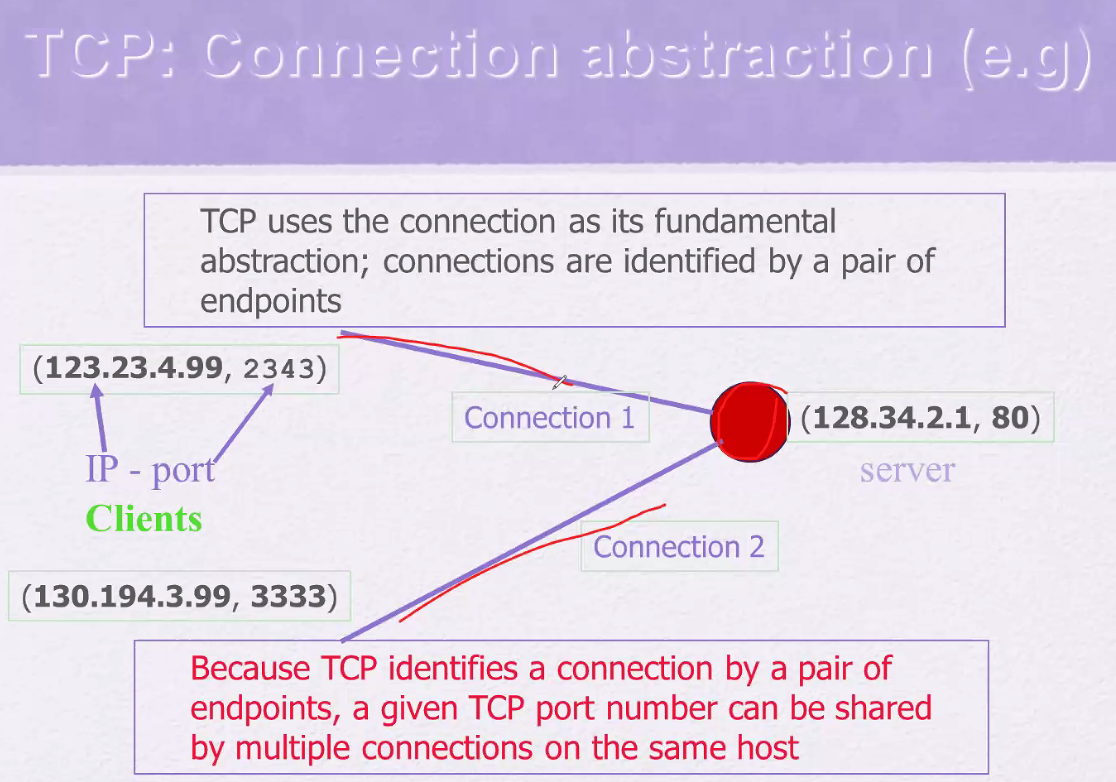 TCP: Connection abstraction (e.g)
TCP uses the connection as its fundamental
abstraction; connections are identified by a pair of
endpoints
(123.23.4.99, 2343)
Connection 1
(128.34.2.1, 80)
IP - port
server
Clients
Connection 2
(130.194.3.99, 3333)
Because TCP identifies a connection by a pair of
endpoints, a given TCP port number can be shared
by multiple connections on the same host